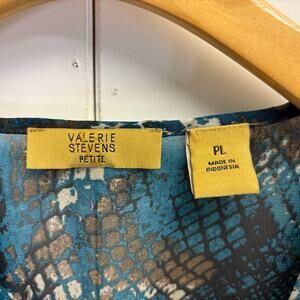 VALERIE
STEVENS
PETITE
PL
MADE IN
INDONESIA